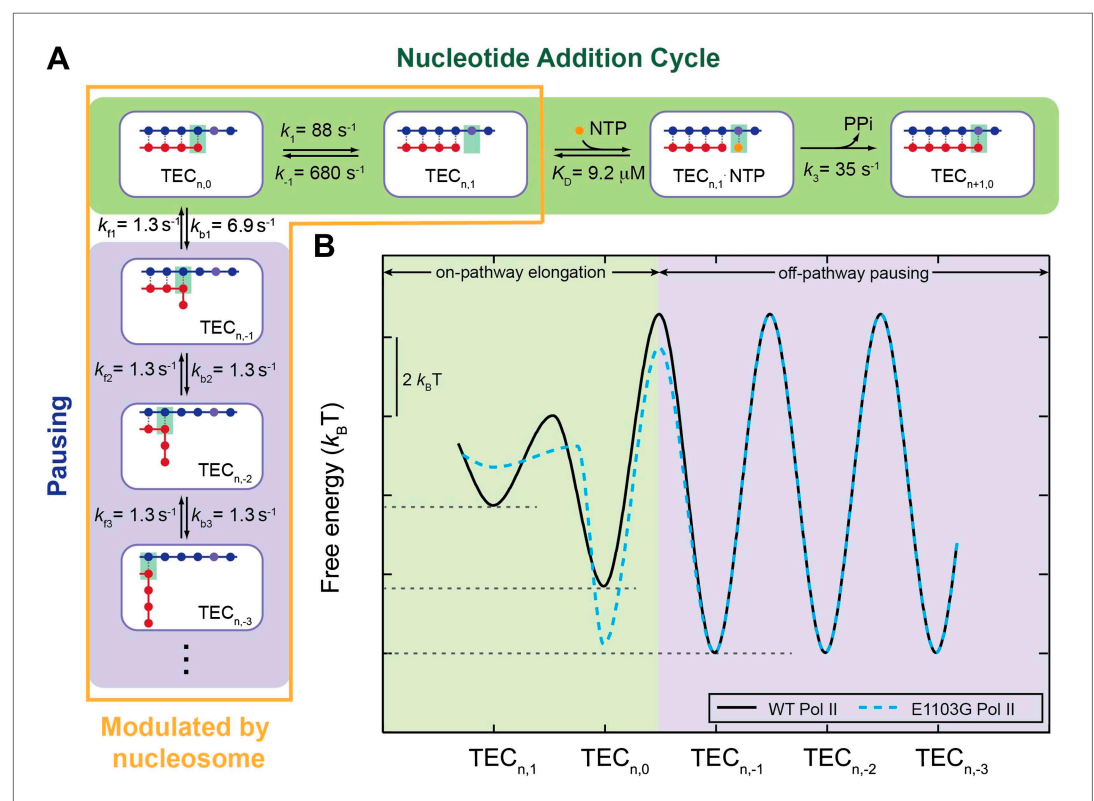 A
Nucleotide Addition Cycle
k1= 88 s-1
k-1= 680 s-1
NTP
KD= 9.2 µM
PPi
k3= 35 s-1
TECn,0
TECn,1
TECn,1· NTP
TECn+1,0
kf1= 1.3 s-1
kb1= 6.9 s-1
TECn,-1
kf2= 1.3 s-1
kb2= 1.3 s-1
TECn,-2
kf3= 1.3 s-1
kb3= 1.3 s-1
TECn,-3
Pausing
Modulated by
nucleosome
B
on-pathway elongation
off-pathway pausing
2 kBT
Free energy (kBT)
WT Pol II
E1103G Pol II
TECn,1
TECn,0
TECn,-1
TECn,-2
TECn,-3